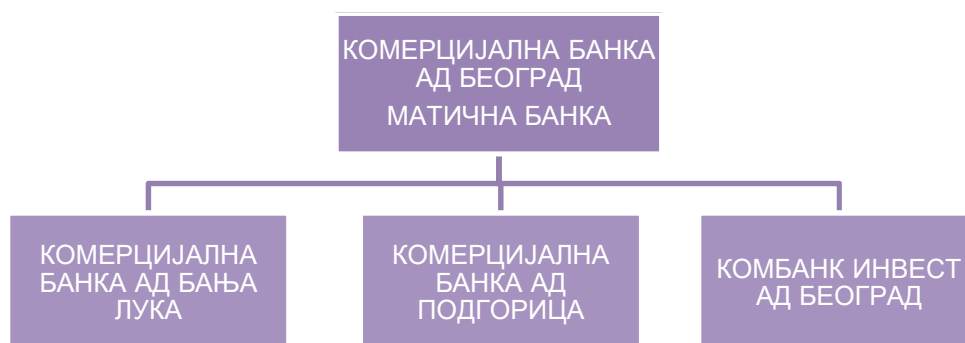 КОМЕРЦИЈАЛНА БАНКА
АД БЕОГРАД
МАТИЧНА БАНКА
КОМЕРЦИЈАЛНА
БАНКА АД БАЊА
ЛУКА
КОМЕРЦИЈАЛНА
БАНКА АД
ПОДГОРИЦА
КОМБАНК ИНВЕСТ
АД БЕОГРАД